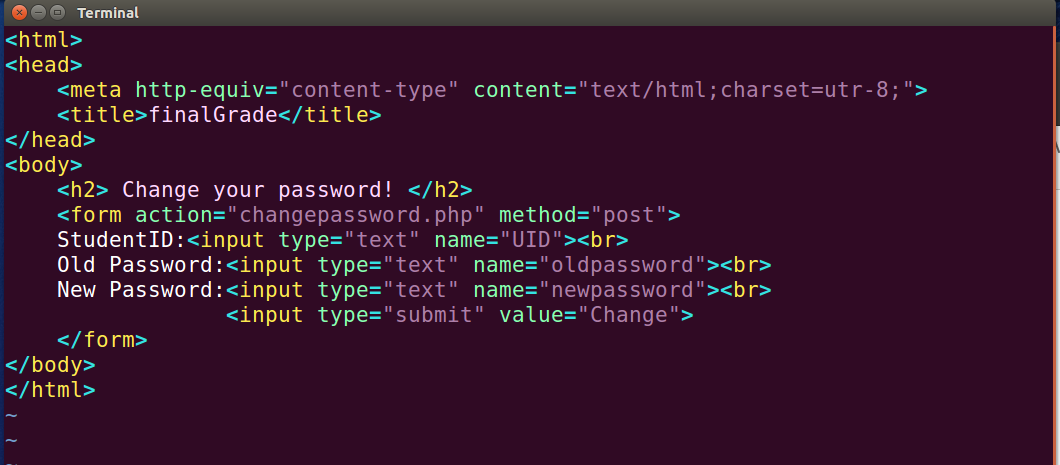 Terminal
<html>
<head>
    <meta http-equiv="content-type" content="text/html;charset=utr-8;">
    <title>finalGrade</title>
</head>
<body>
    <h2> Change your password! </h2>
    <form action="changepassword.php" method="post">
    StudentID:<input type="text" name="UID"><br>
    Old Password:<input type="text" name="oldpassword"><br>
    New Password:<input type="text" name="newpassword"><br>
                 <input type="submit" value="Change">
    </form>
</body>
</html>
~
~
~